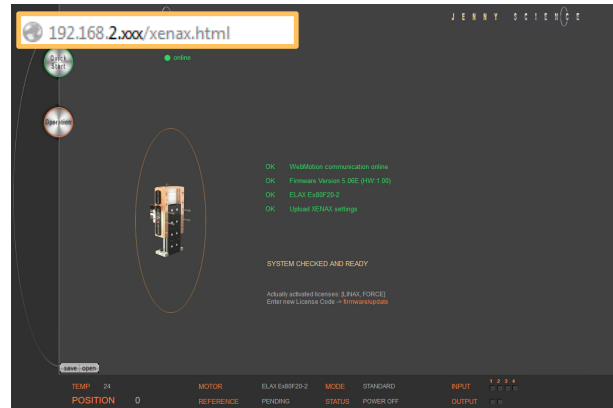 192.168.2.xxx/xenax.html
JENNY SCIENCE
Quick
Start
online
Operation
OK WebMotion communication online
OK Firmware Version 5.06E (HW:1.00)
OK ELAX Ex80F20-2
OK Upload XENAX settings
SYSTEM CHECKED AND READY
Actually activated licenses: [LINAX, FORCE]
Enter new License Code -> firmwareupdate
save open
TEMP 24 MOTOR ELAX Ex80F20-2 MODE STANDARD INPUT 1 2 3 4
POSITION 0 REFERENCE PENDING STATUS POWER OFF OUTPUT